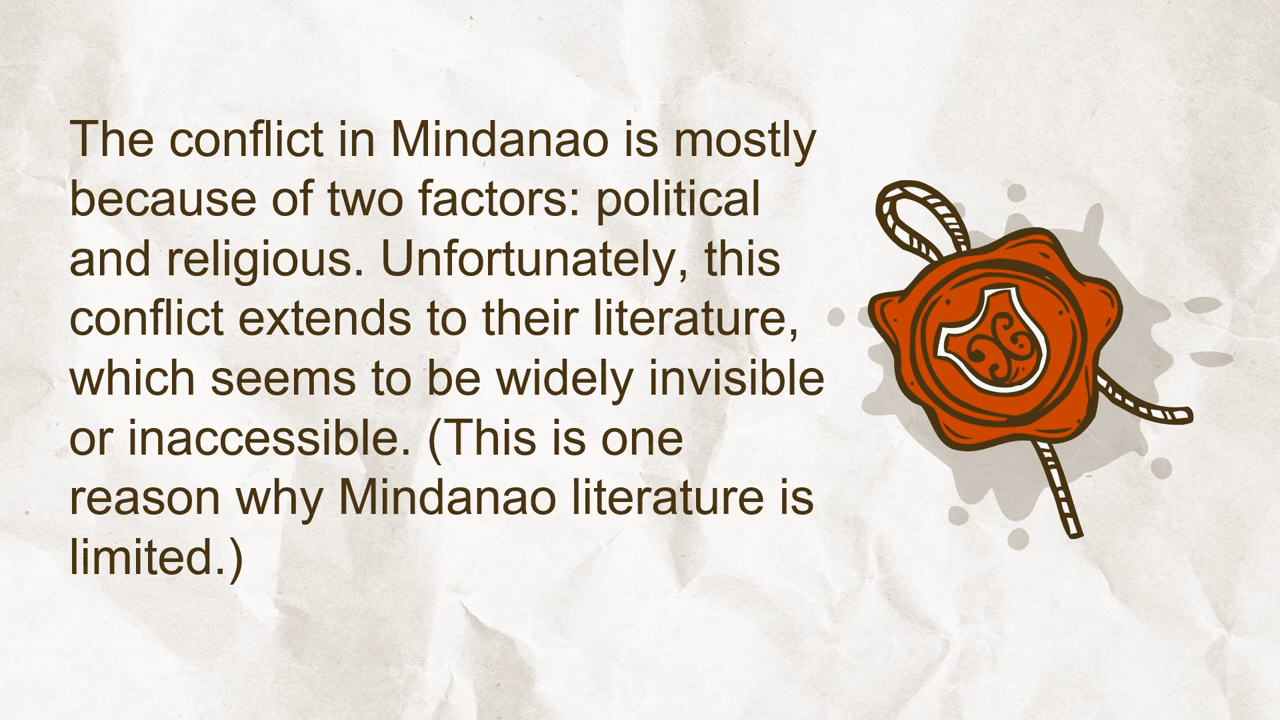 The conflict in Mindanao is mostly
because of two factors: political
and religious. Unfortunately, this
conflict extends to their literature,
which seems to be widely invisible
or inaccessible. (This is one
reason why Mindanao literature is
limited.)